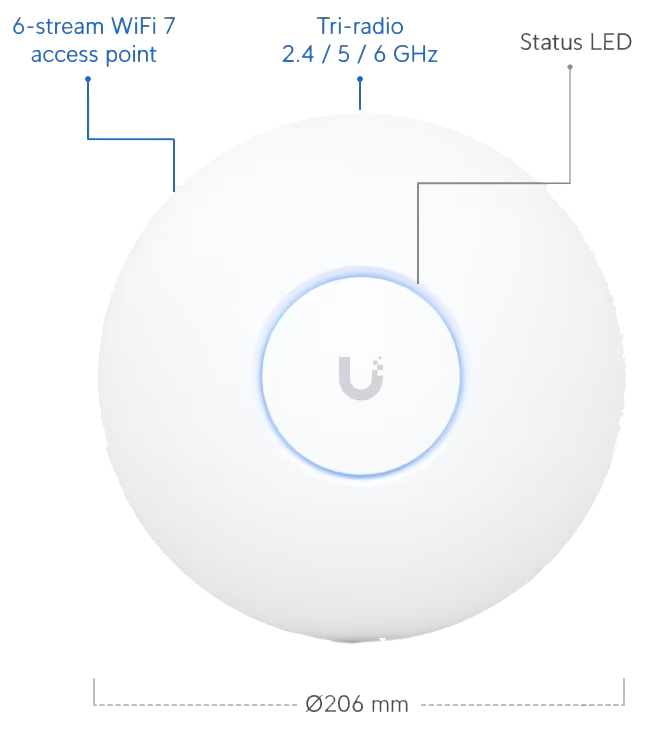 6-stream WiFi 7
access point
Tri-radio
2.4 / 5 / 6 GHz
Status LED
Ø206 mm